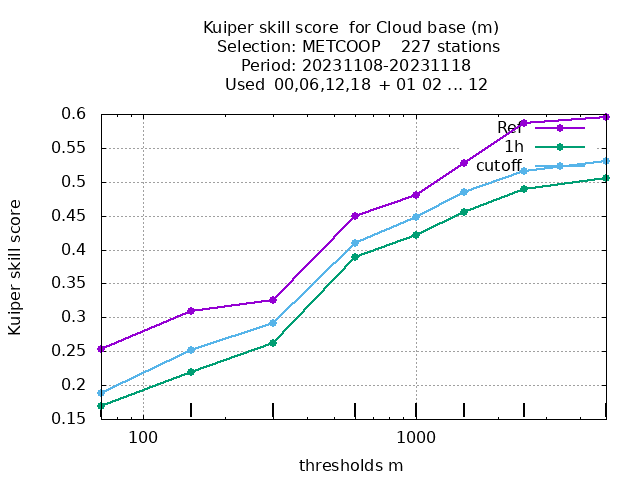 Kuiper skill score  for Cloud base (m)
Selection: METCOOP    227 stations
Period: 20231108-20231118
Used  00,06,12,18 + 01 02 ... 12
0.6
0.55
0.5
0.45
0.4
0.35
0.3
0.25
0.2
0.15
Kuiper skill score
Ref
1h
cutoff
100
1000
thresholds m